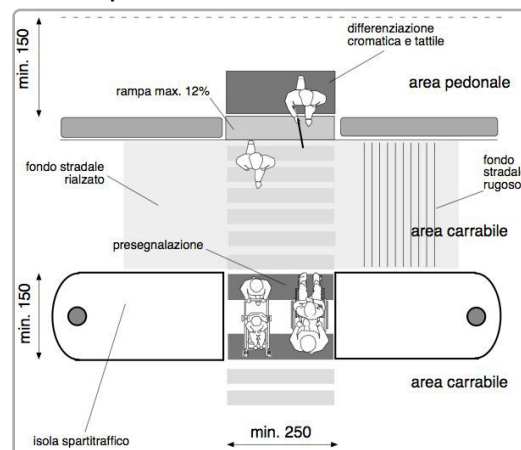 min. 150
differenziazione
cromatica e tattile
area pedonale
rampa max. 12%
fondo stradale
rialzato
fondo
stradale
rugoso
area carrabile
presegnalazione
min. 150
area carrabile
min. 250
isola spartitraffico